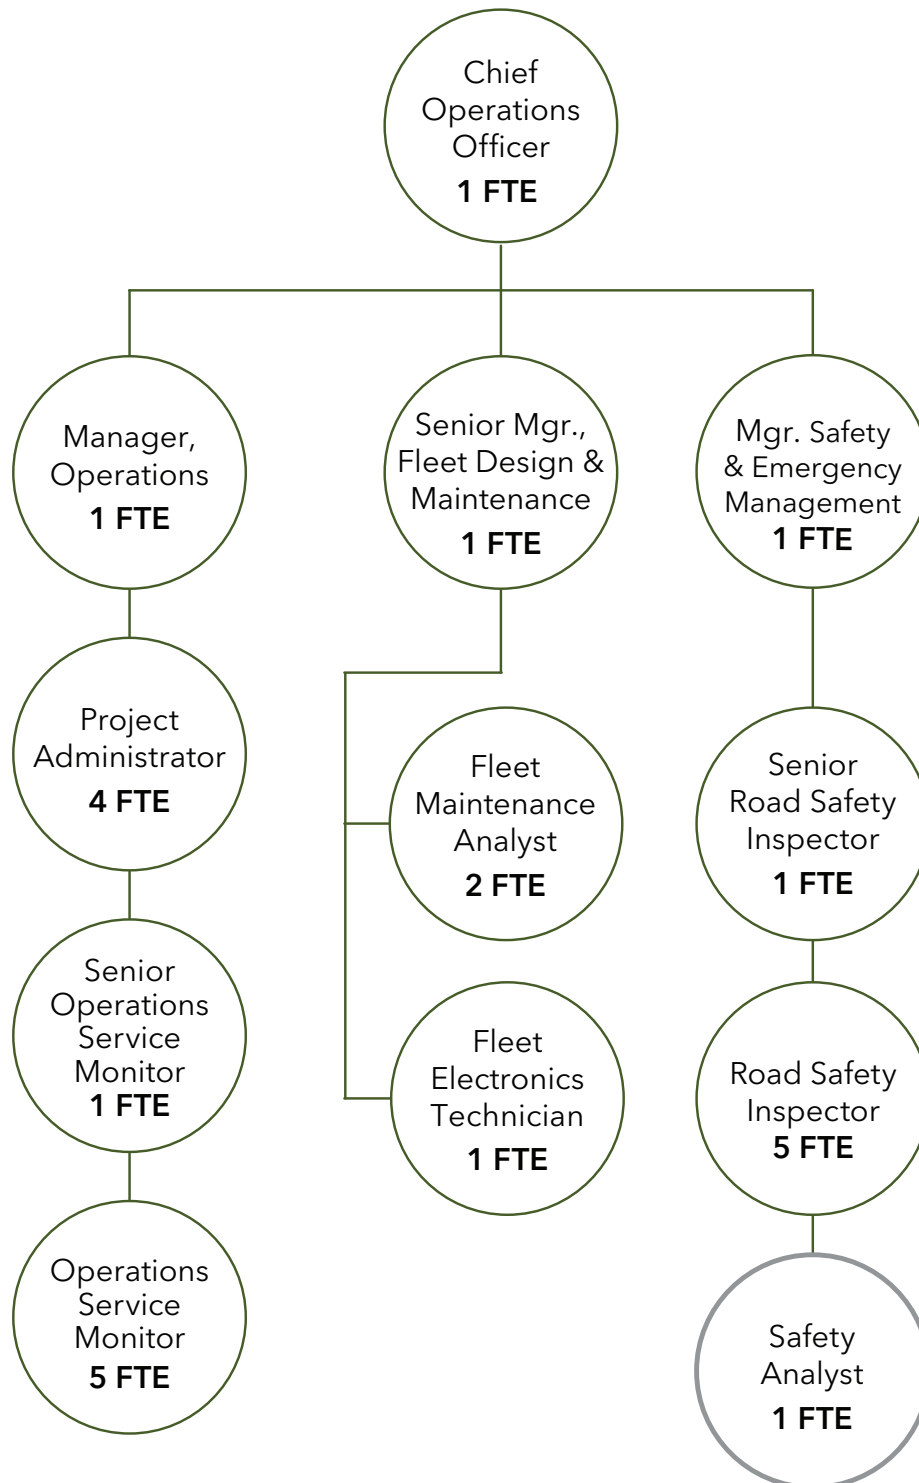 Chief
Operations
Officer
1 FTE
Manager,
Operations
1 FTE
Senior Mgr.,
Fleet Design &
Maintenance
1 FTE
Mgr. Safety
& Emergency
Management
1 FTE
Project
Administrator
4 FTE
Fleet
Maintenance
Analyst
2 FTE
Senior
Road Safety
Inspector
1 FTE
Senior
Operations
Service
Monitor
1 FTE
Fleet
Electronics
Technician
1 FTE
Road Safety
Inspector
5 FTE
Operations
Service
Monitor
5 FTE
Safety
Analyst
1 FTE